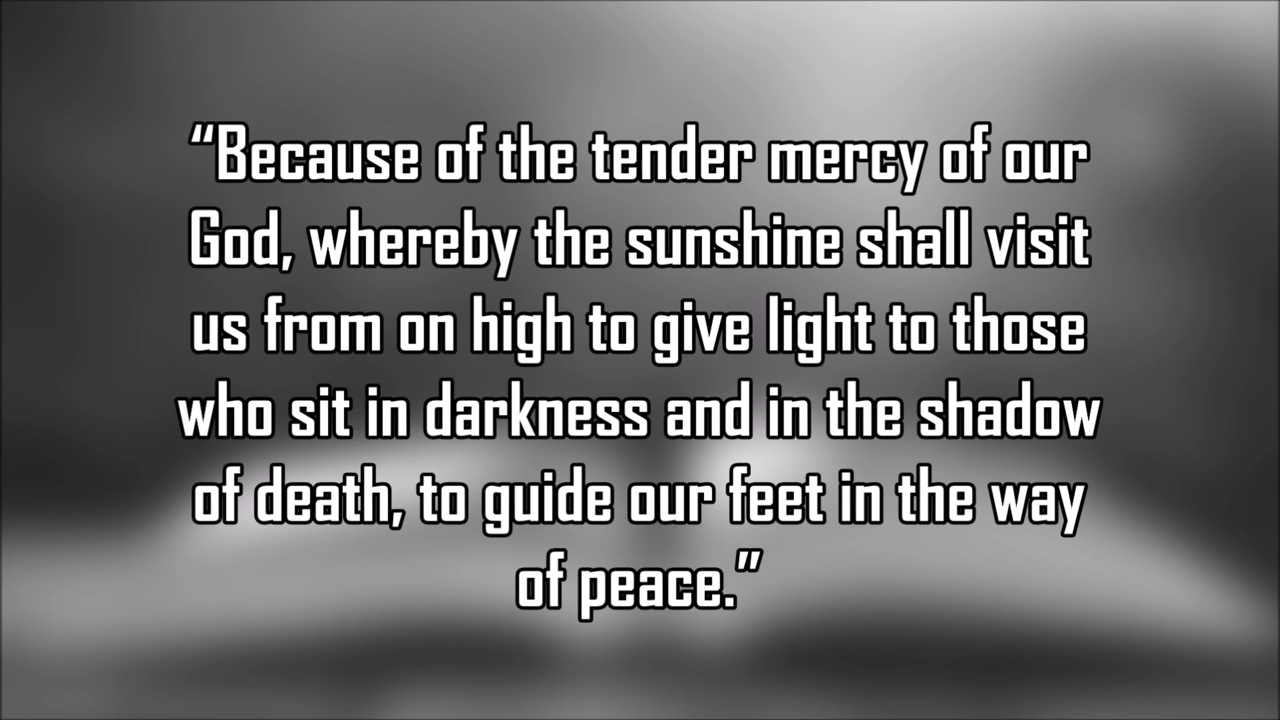 “Because of the tender mercy of our
God, whereby the sunshine shall visit
us from on high to give light to those
who sit in darkness and in the shadow
of death, to guide our feet in the way
of peace.”